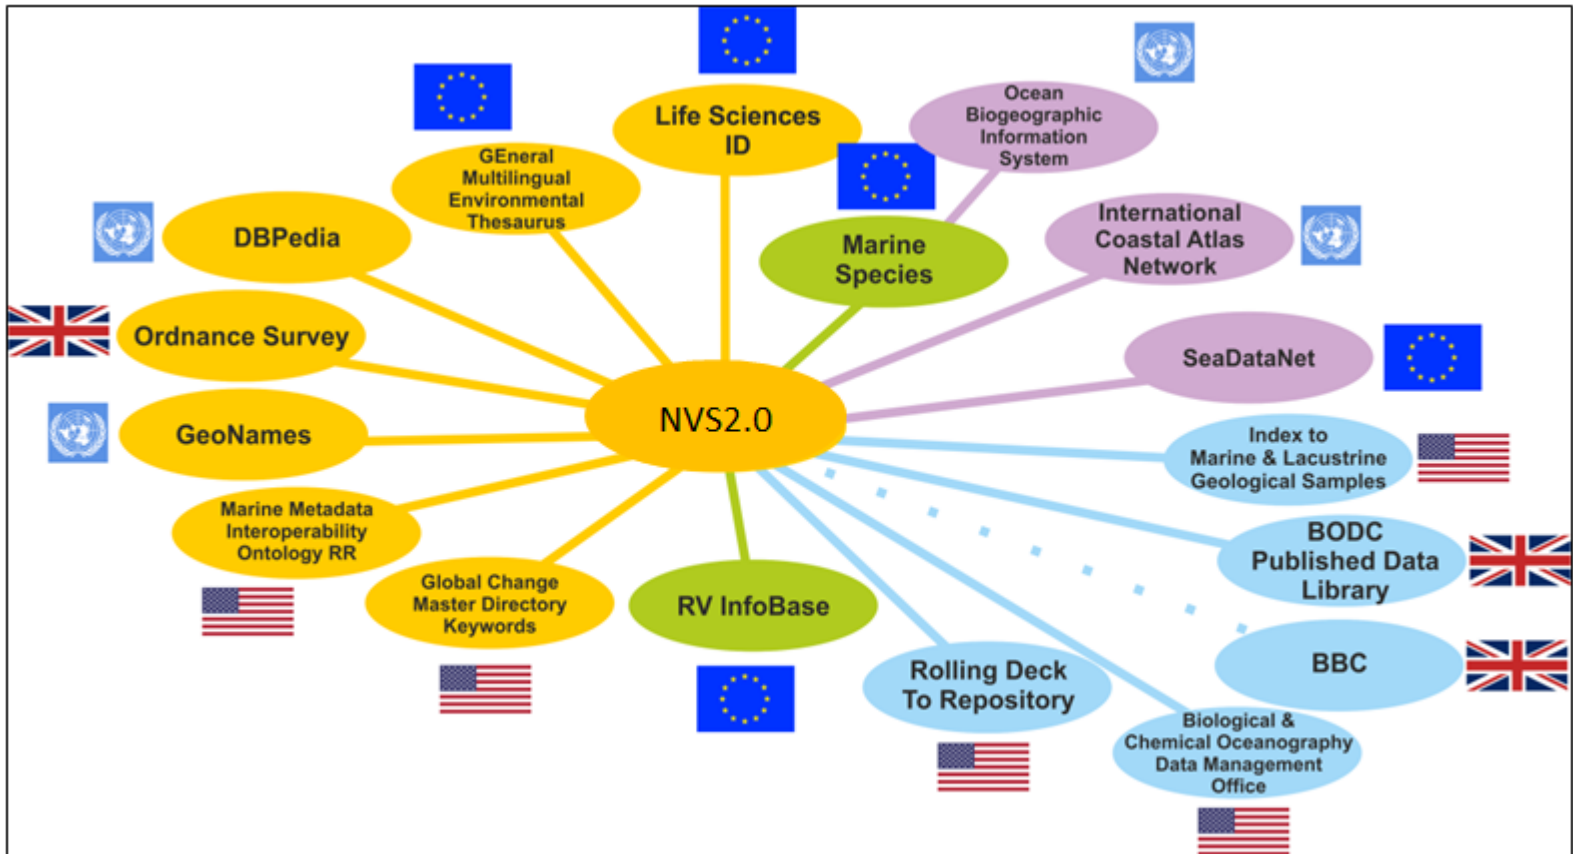 Life Sciences
ID
Ocean
Biogeographic
Information
System
GEneral
Multilingual
Environmental
Thesaurus
DBPedia
Marine
Species
International
Coastal Atlas
Network
Ordnance Survey
SeaDataNet
NVS2.0
GeoNames
Index to
Marine & Lacustrine
Geological Samples
Marine Metadata
Interoperability
Ontology RR
BODC
Published Data
Library
Global Change
Master Directory
Keywords
RV InfoBase
BBC
Rolling Deck
To Repository
Biological &
Chemical Oceanography
Data Management
Office